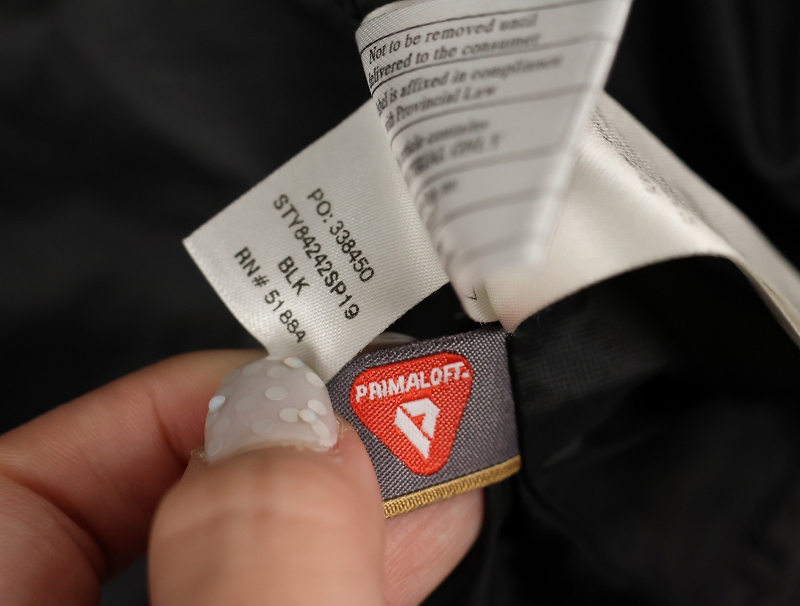 Not to be removed until
delivered to the consumer
is affixed in compliance
Provincial Law
PO: 338450
STY84242SP19
BLK
RN# 51884
PRIMALOFT